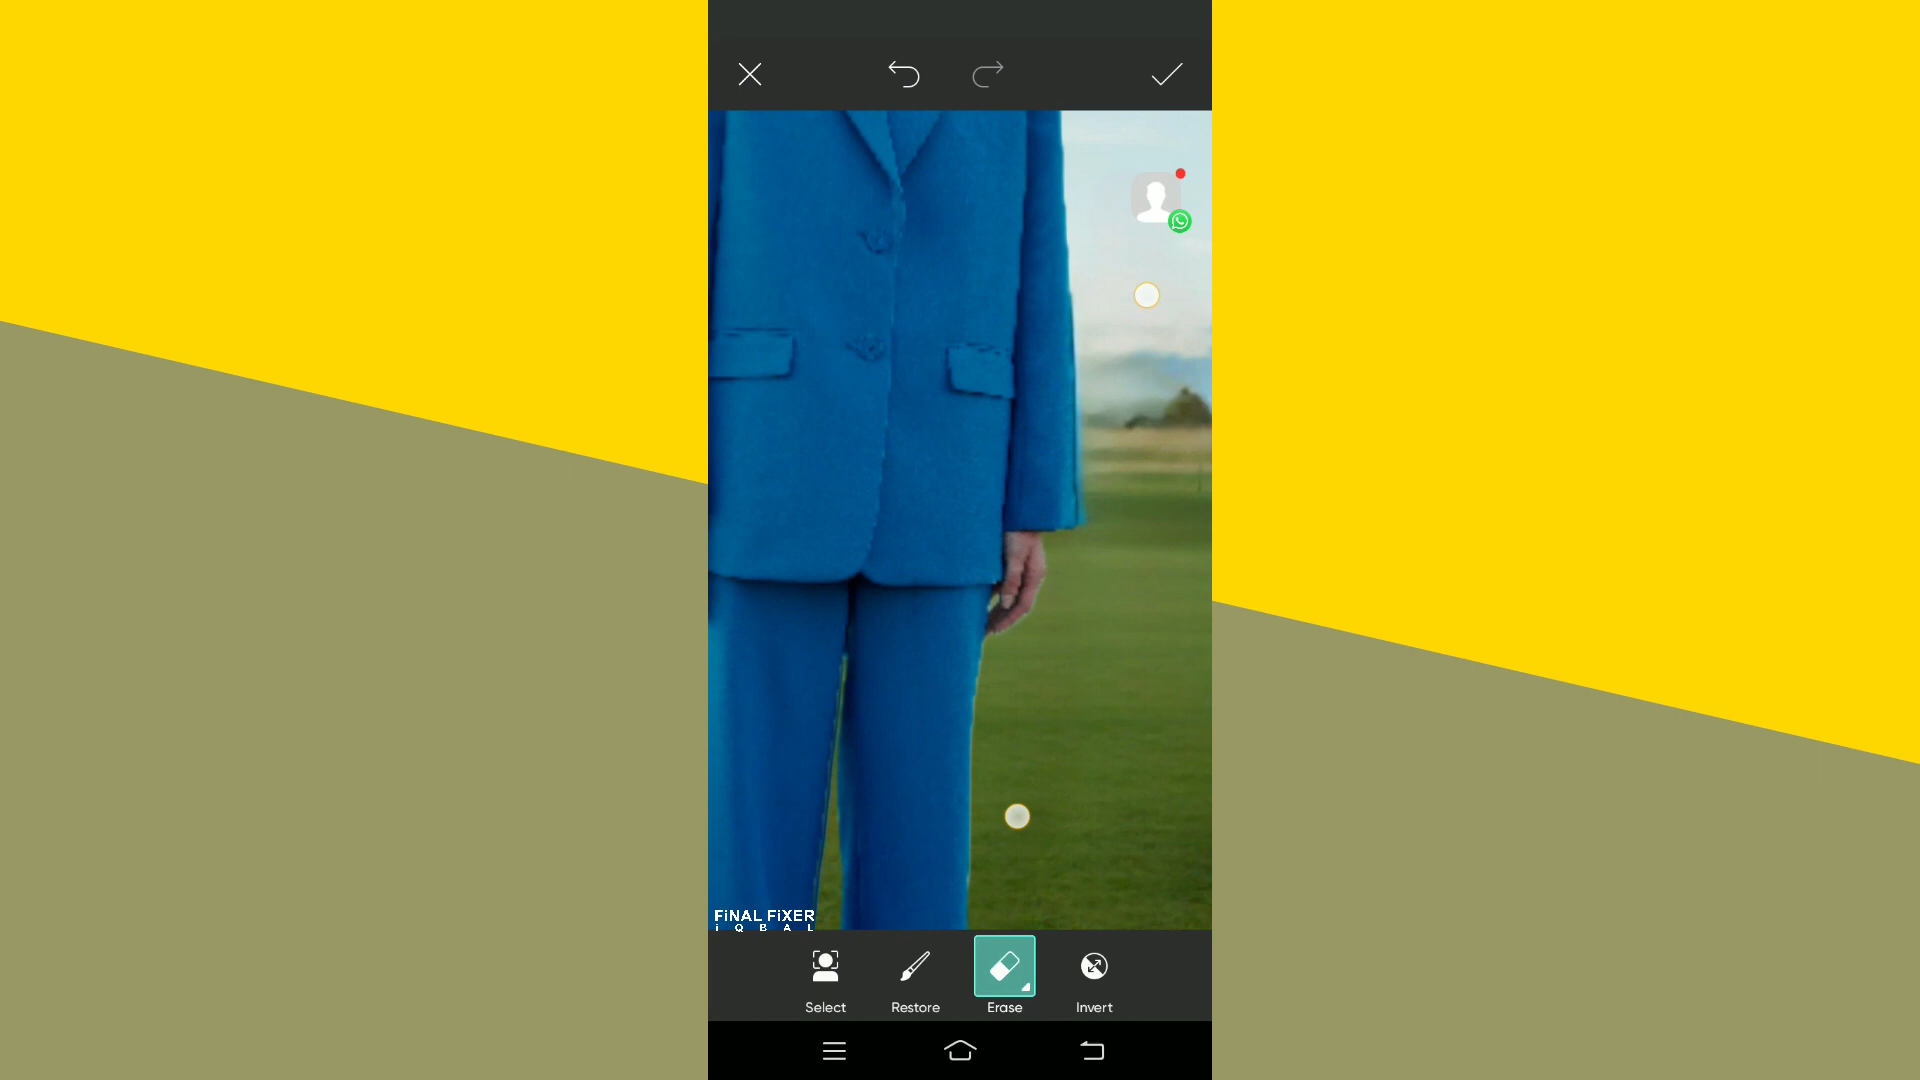 FiNAL FiXER
i Q B A L
Select
Restore
Erase
Invert